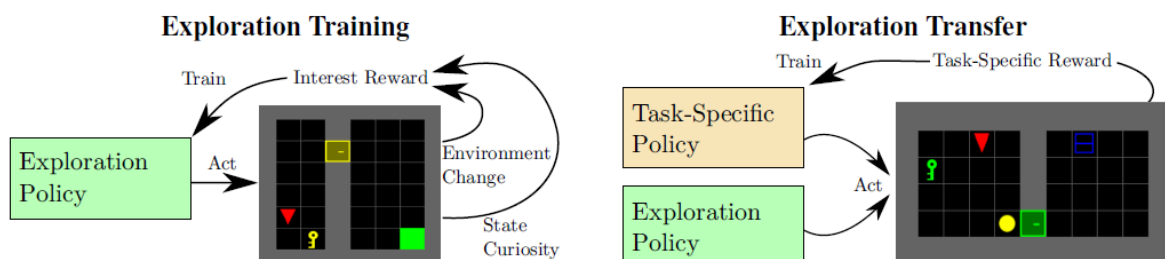 Exploration Training
Train
Interest Reward
Exploration
Policy
Act
Environment
Change
State
Curiosity
Exploration Transfer
Train
Task-Specific Reward
Task-Specific
Policy
Act
Exploration
Policy